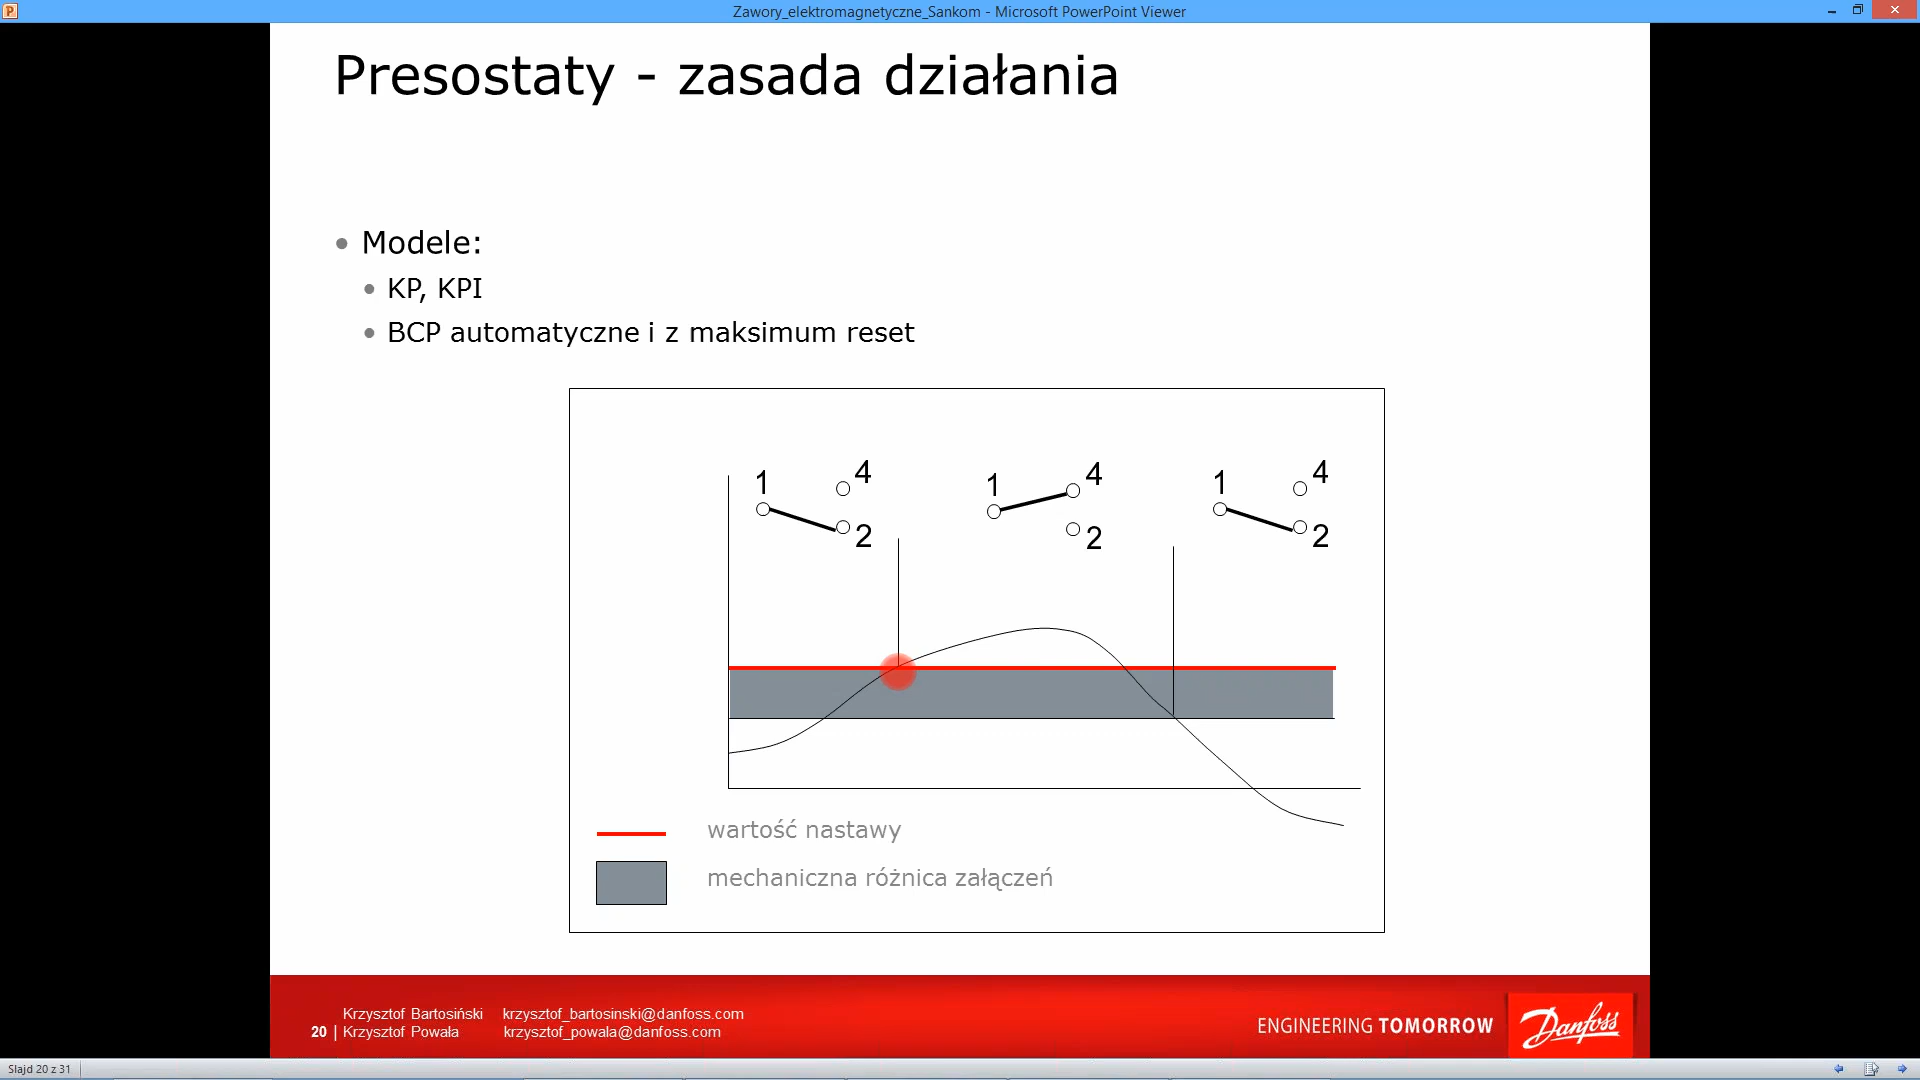 Zawory_elektromagnetyczne_Sankom - Microsoft PowerPoint Viewer
Presostaty - zasada działania
Modele:
KP, KPI
BCP automatyczne i z maksimum reset
1 4 2
1 4 2
1 4 2
wartość nastawy
mechaniczna różnica załączeń
Krzysztof Bartosiński krzysztof_bartosinski@danfoss.com
20 | Krzysztof Powała krzysztof_powala@danfoss.com
ENGINEERING TOMORROW
Danfoss
Slajd 20 z 31